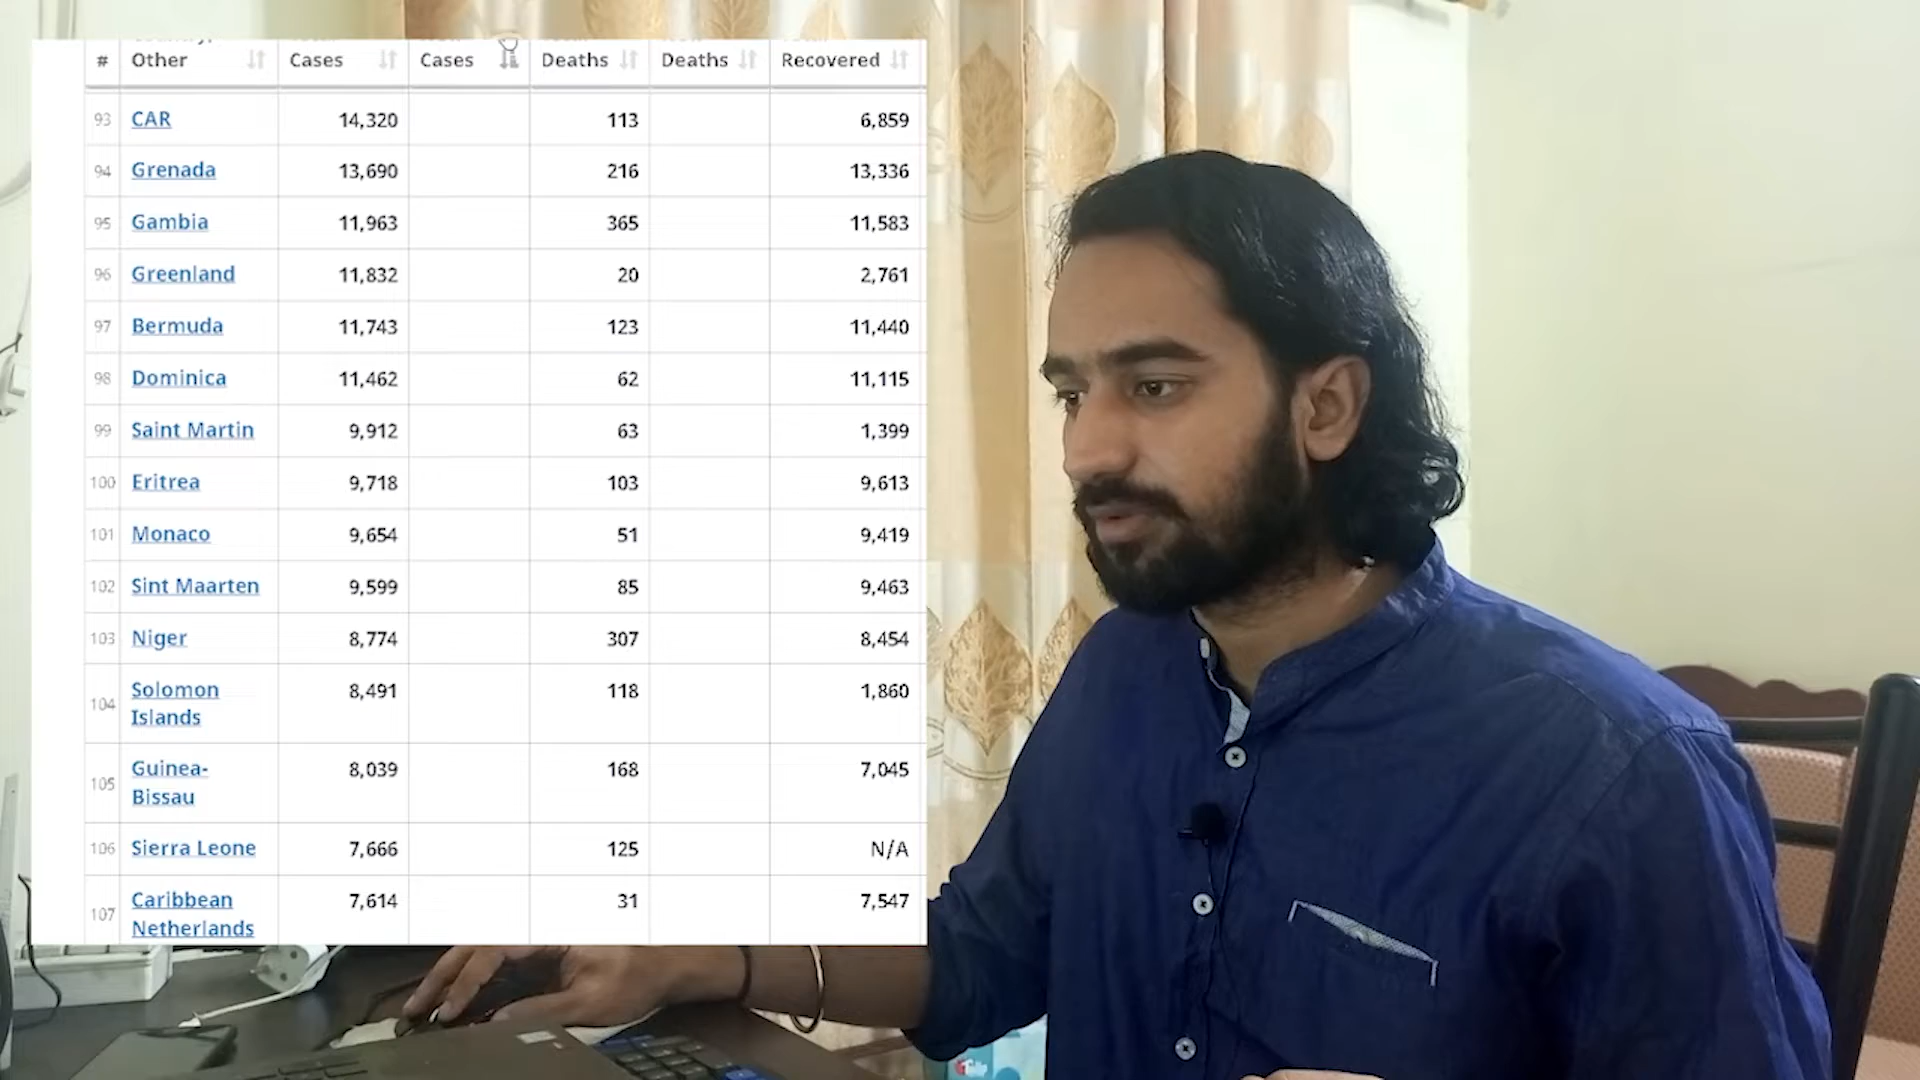 # Other Cases Cases Deaths Deaths Recovered
93 CAR 14,320 113 6,859
94 Grenada 13,690 216 13,336
95 Gambia 11,963 365 11,583
96 Greenland 11,832 20 2,761
97 Bermuda 11,743 123 11,440
98 Dominica 11,462 62 11,115
99 Saint Martin 9,912 63 1,399
100 Eritrea 9,718 103 9,613
101 Monaco 9,654 51 9,419
102 Sint Maarten 9,599 85 9,463
103 Niger 8,774 307 8,454
104 Solomon 8,491 118 1,860
Islands
105 Guinea- 8,039 168 7,045
Bissau
106 Sierra Leone 7,666 125 N/A
107 Caribbean 7,614 31 7,547
Netherlands